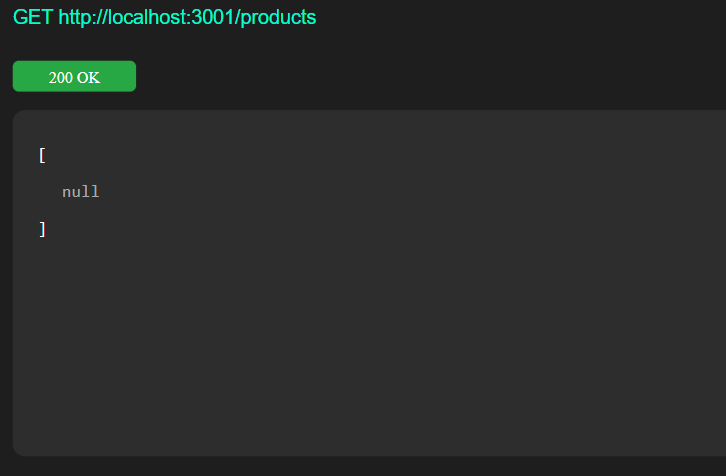 GET http://localhost:3001/products
200 OK
[
null
]